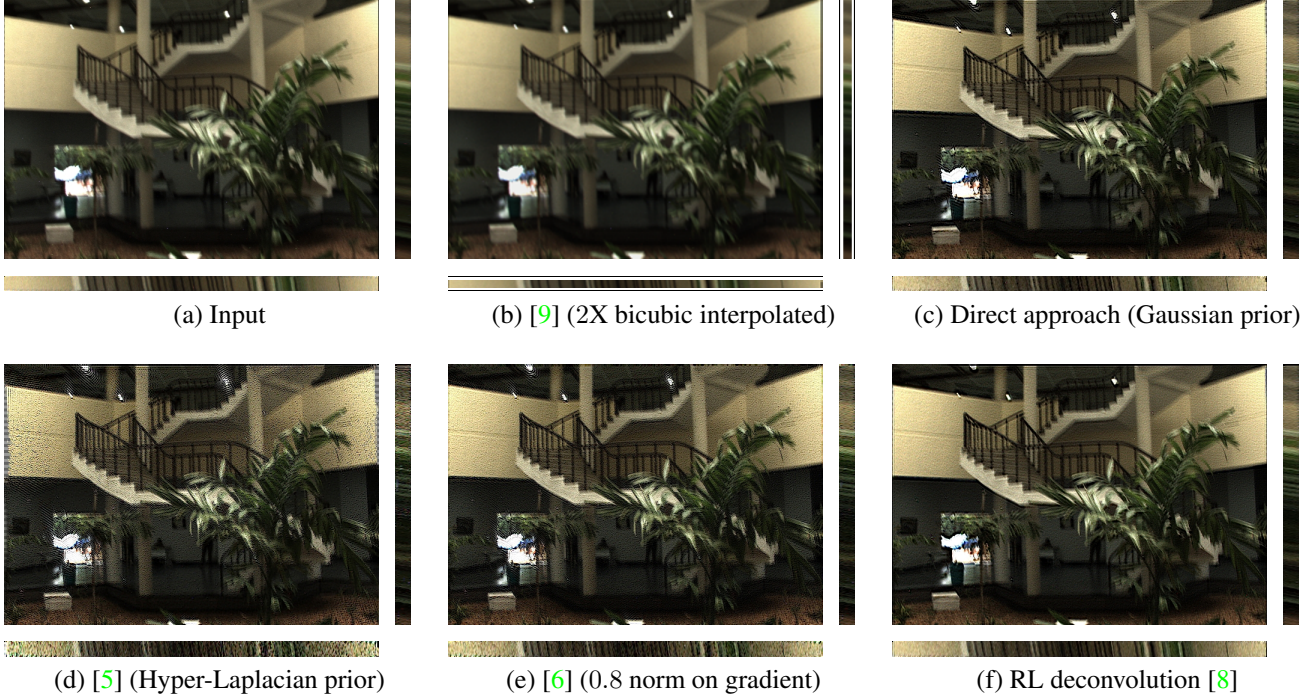 (a) Input
(b) [9] (2X bicubic interpolated)
(c) Direct approach (Gaussian prior)
(d) [5] (Hyper-Laplacian prior)
(e) [6] (0.8 norm on gradient)
(f) RL deconvolution [8]